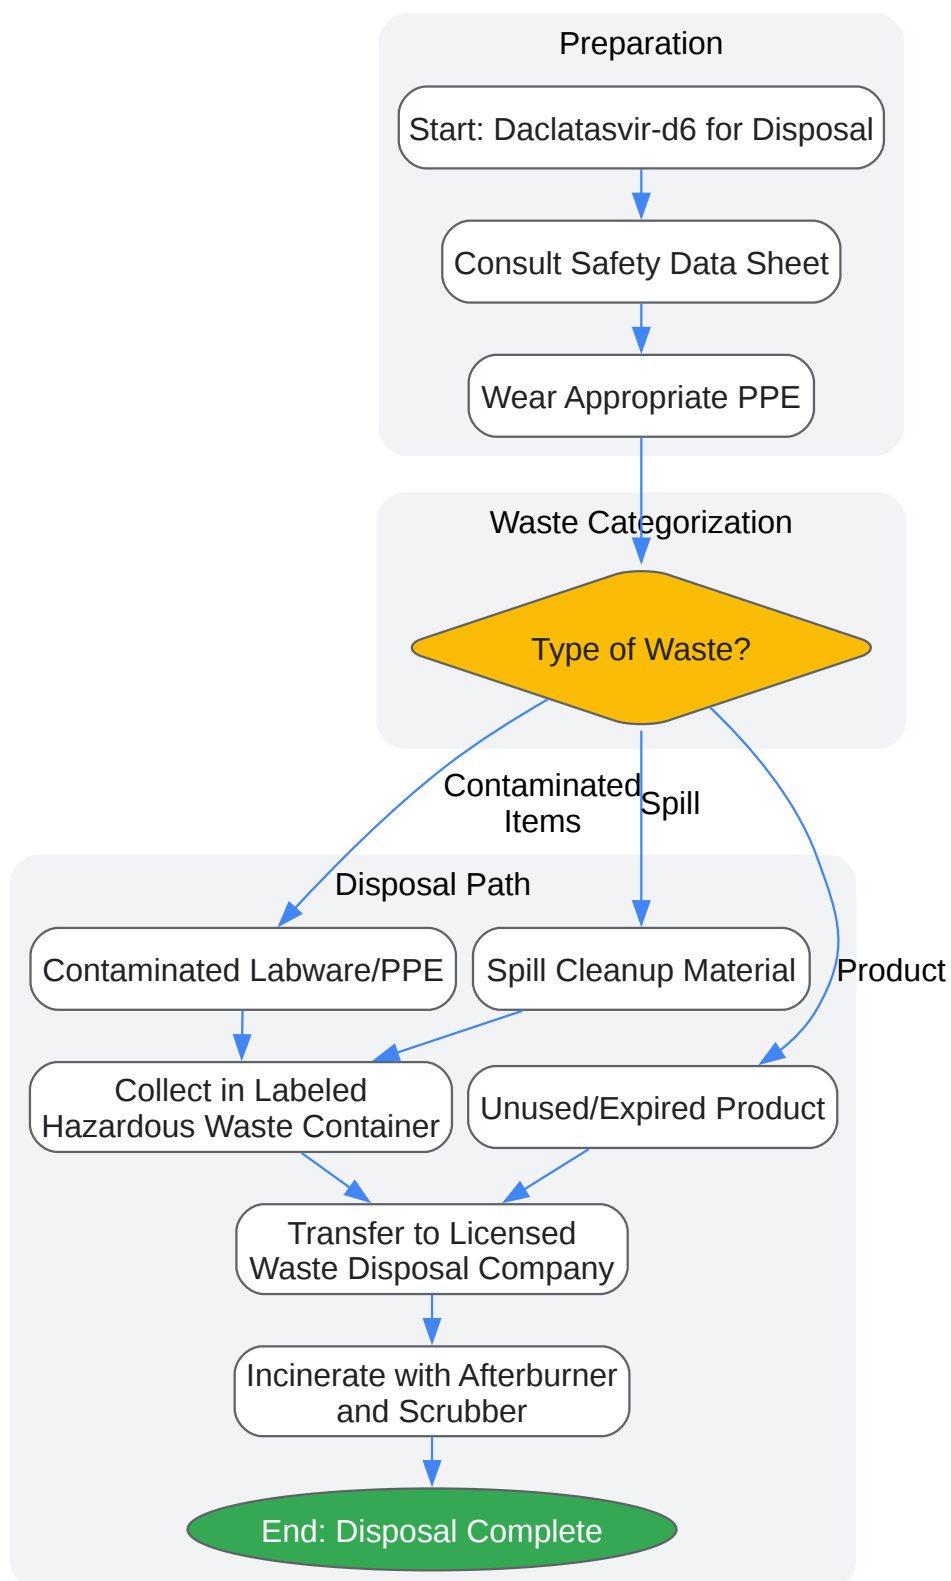 Preparation
Start: Daclatasvir-d6 for Disposal
Consult Safety Data Sheet
Wear Appropriate PPE
Waste Categorization
Type of Waste?
Contaminated
Items
Spill
Product
Disposal Path
Contaminated Labware/PPE
Spill Cleanup Material
Collect in Labeled
Hazardous Waste Container
Unused/Expired Product
Transfer to Licensed
Waste Disposal Company
Incinerate with Afterburner
and Scrubber
End: Disposal Complete